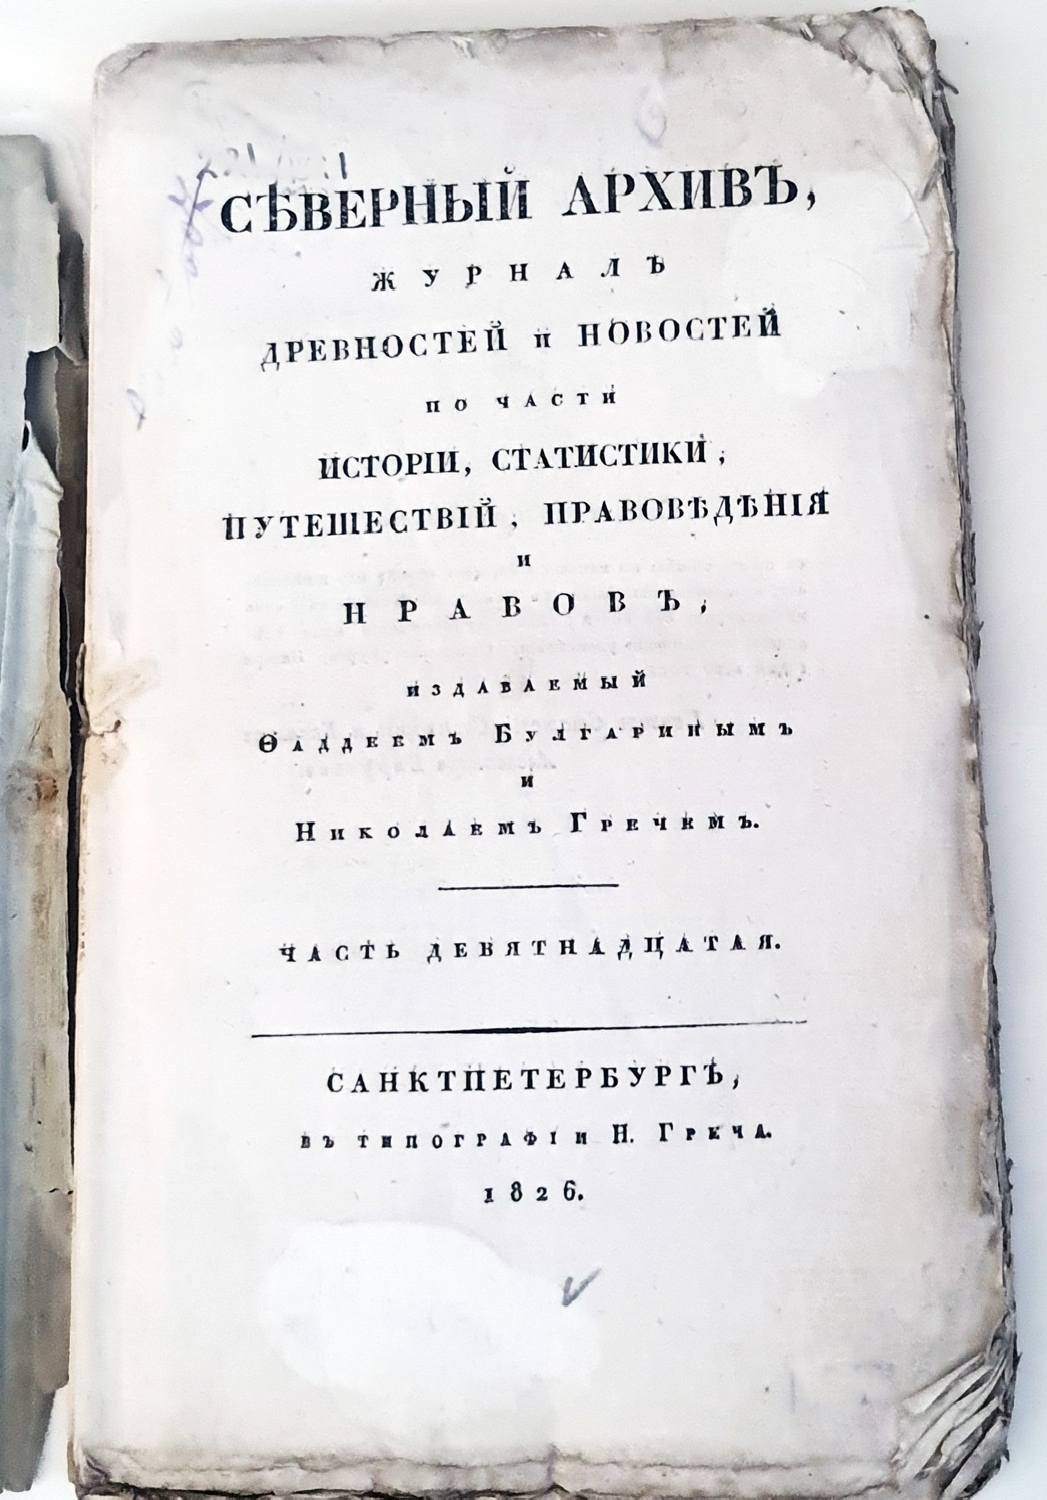 СѢВЕРНЫЙ АРХИВЪ,
ЖУРНАЛЪ
ДРЕВНОСТЕЙ и НОВОСТЕЙ
ПО ЧАСТИ
ИСТОРІИ, СТАТИСТИКИ,
ПУТЕШЕСТВІЙ, ПРАВОВѢДѢНІЯ
И
НРАВОВЪ,
ИЗДАВАЕМЫЙ
ѲАДДЕЕМЪ БУЛГАРИНЫМЪ
И
НИКОЛАЕМЪ ГРЕЧЕМЪ.
ЧАСТЬ ДЕВЯТНАДЦАТАЯ.
САНКТПЕТЕРБУРГЪ,
ВЪ ТИПОГРАФІИ Н. ГРЕЧА.
1826.